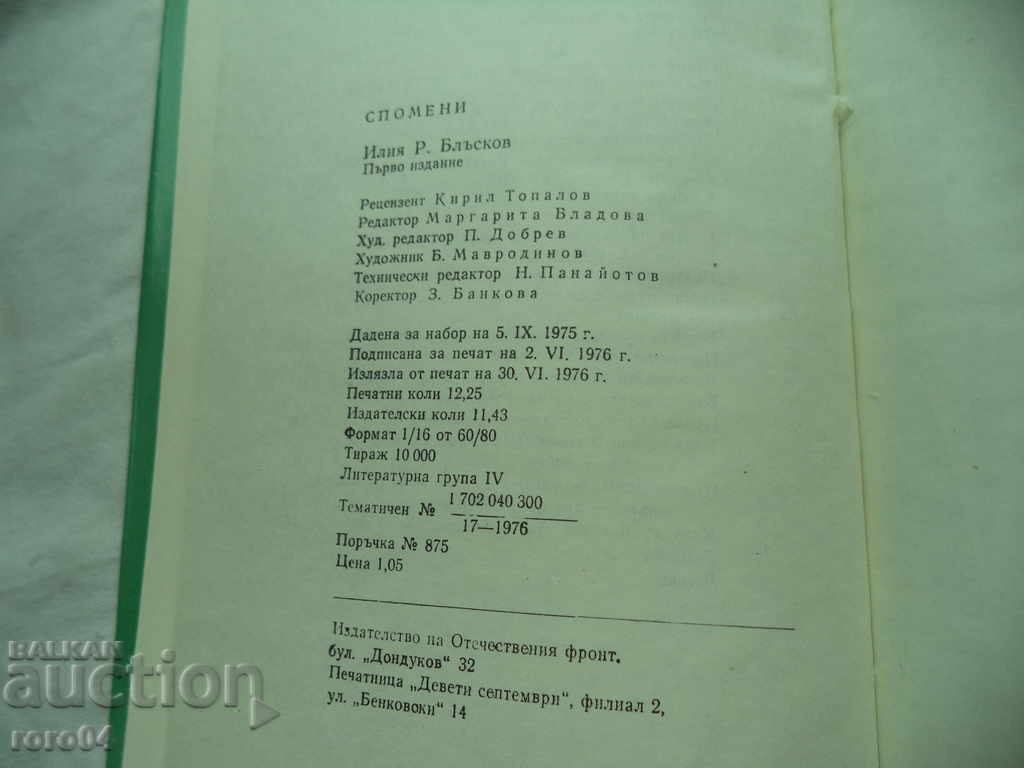 СПОМЕНИ
Илия Р. Блъсков
Първо издание
Рецензент Кирил Топалов
Редактор Маргарита Владова
Худ. редактор П. Добрев
Художник Б. Мавродинов
Технически редактор Н. Панайотов
Коректор З. Банкова
Дадена за набор на 5. IX. 1975 г.
Подписана за печат на 2. VI. 1976 г.
Излязла от печат на 30. VI. 1976 г.
Печатни коли 12,25
Издателски коли 11,43
Формат 1/16 от 60/80
Тираж 10 000
Литературна група IV
Тематичен № 1 702 040 300
17—1976
Поръчка № 875
Цена 1,05
Издателство на Отечествения фронт.
бул. „Дондуков“ 32
Печатница „Девети септември“, филиал 2,
ул. „Бенковоки“ 14
BALKAN
auction
roro04